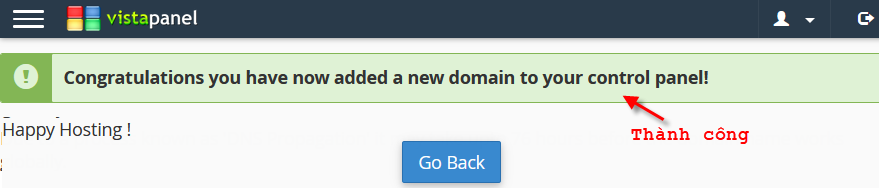 vistapanel
Congratulations you have now added a new domain to your control panel!
Happy Hosting !
Thành công
Go Back